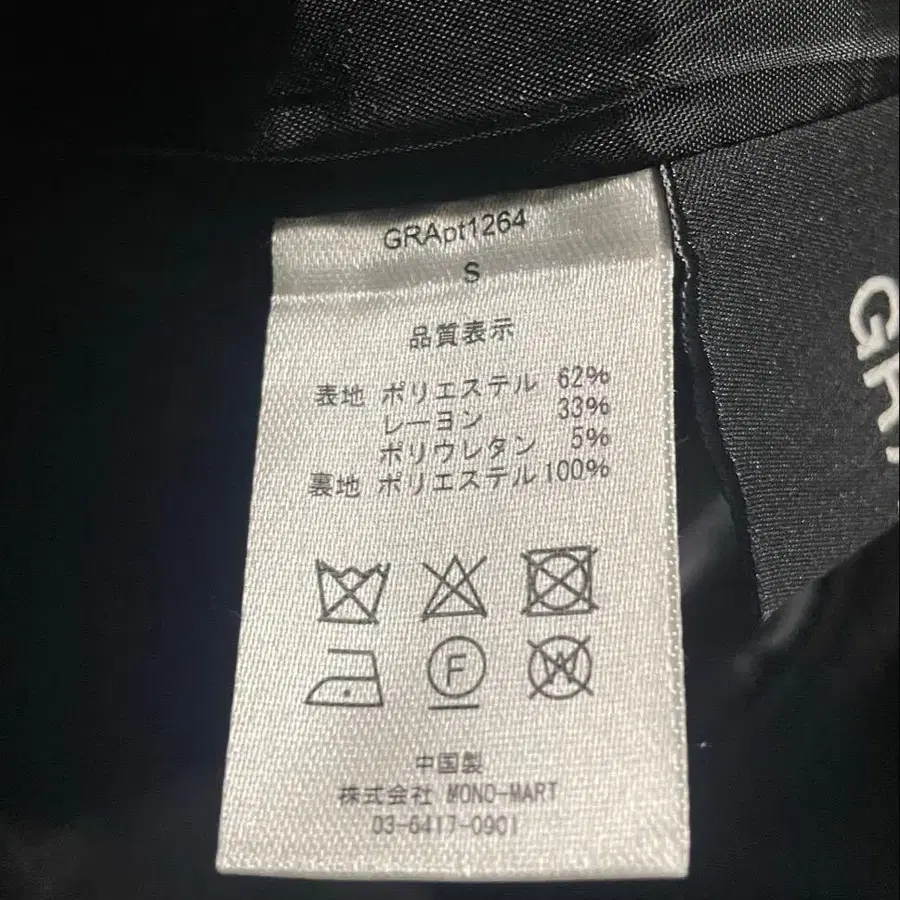 GRApt1264
S
品質表示
表地 ポリエステル 62%
レーヨン 33%
ポリウレタン 5%
裏地 ポリエステル 100%
F
W
中国製
株式会社 MONO-MART
03-6417-0901
GR